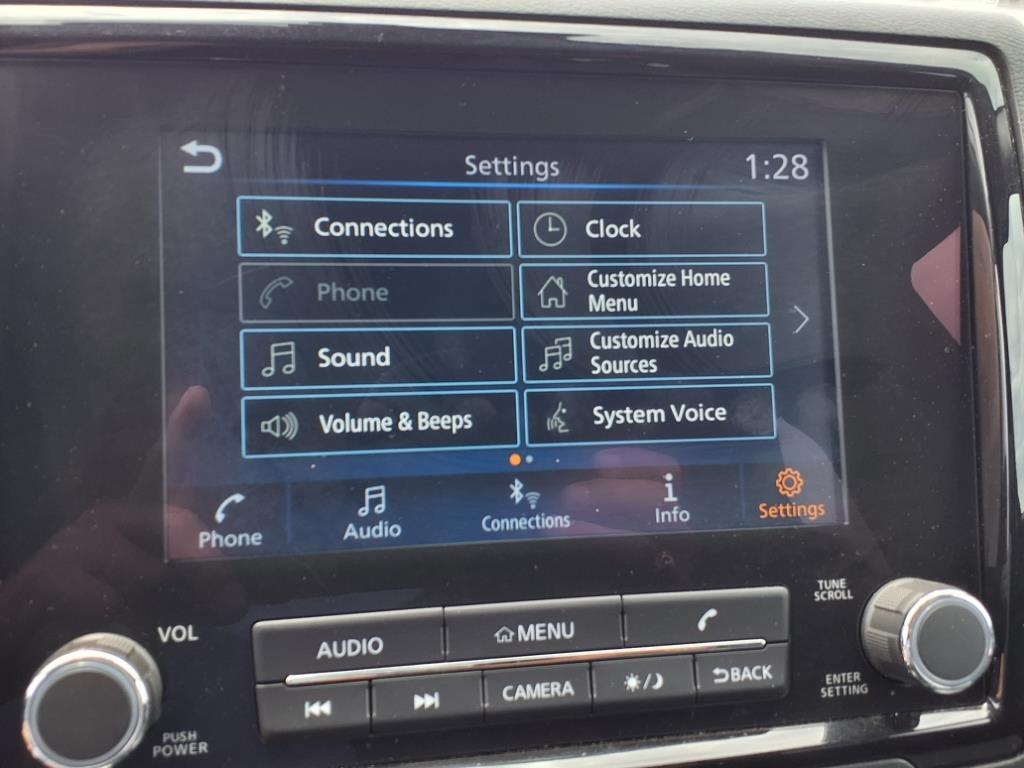 Settings
1:28
Connections
Clock
Phone
Customize Home
Menu
Sound
Customize Audio
Sources
Volume & Beeps
System Voice
Phone
Audio
Connections
Info
Settings
VOL
PUSH
POWER
AUDIO
MENU
CAMERA
BACK
TUNE
SCROLL
ENTER
SETTING